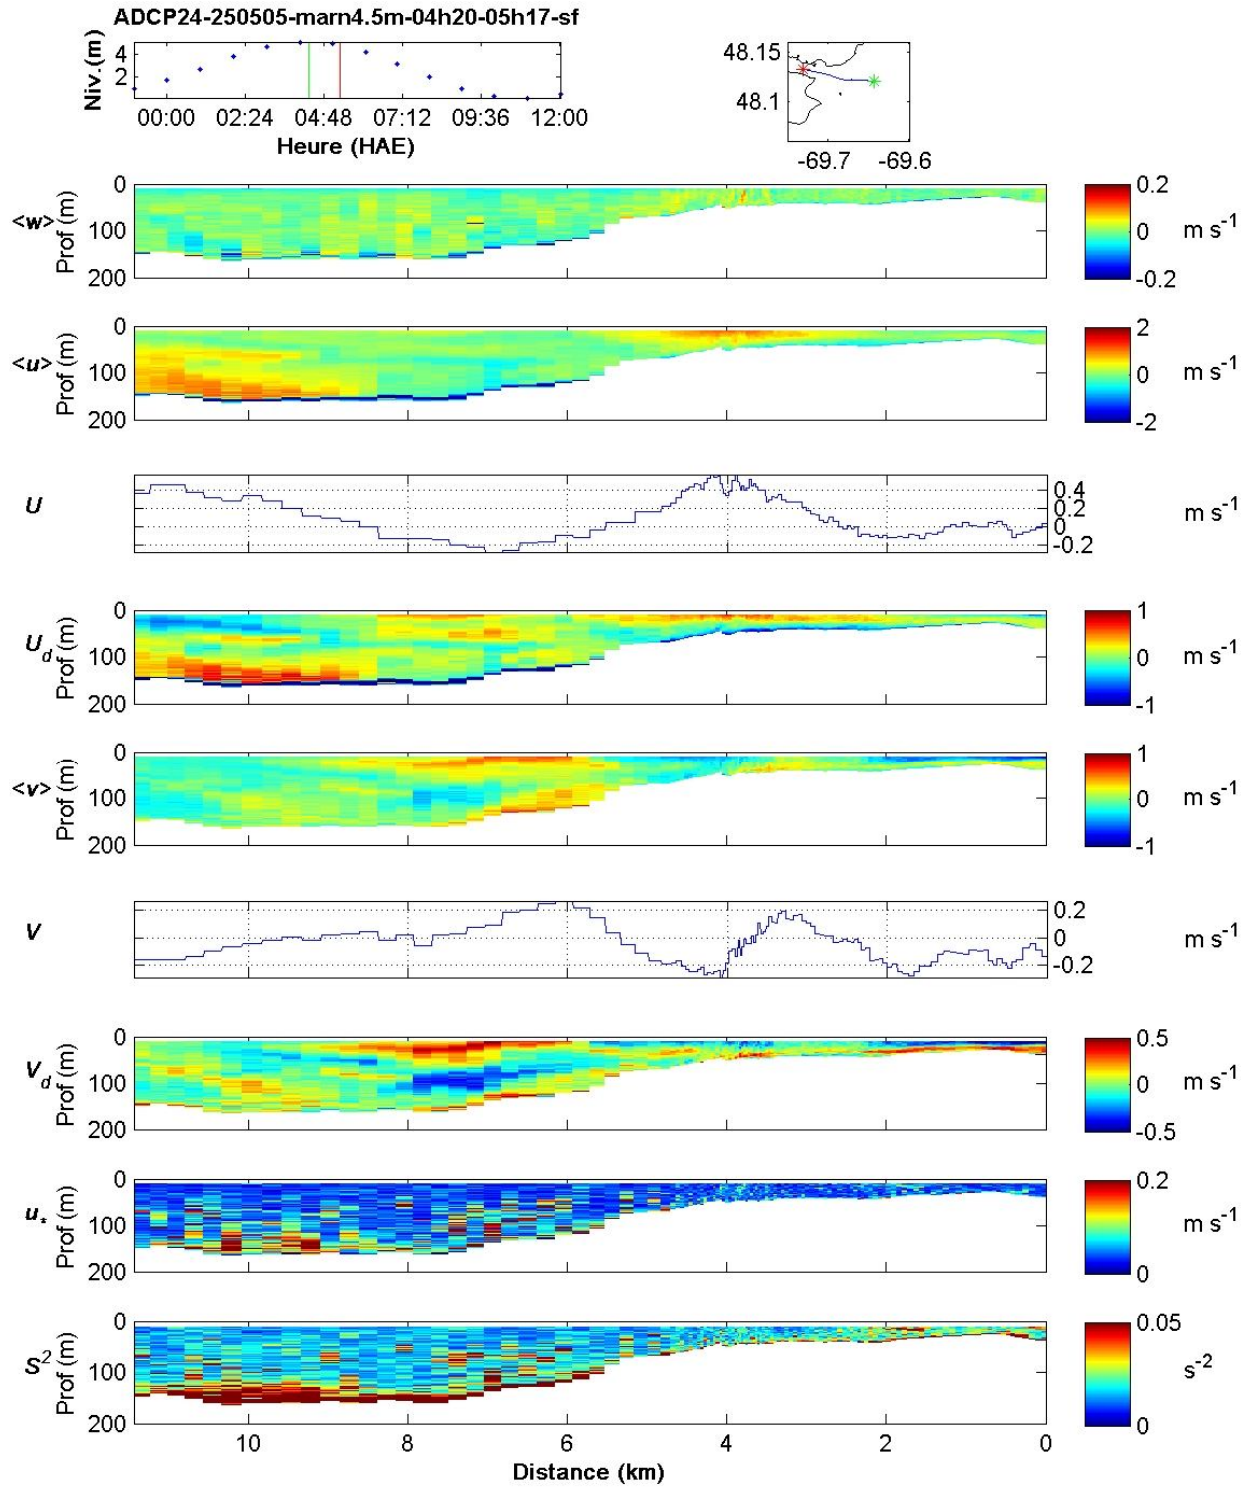 ADCP24-250505-marn4.5m-04h20-05h17-sf
Niv.(m)
4
2
00:00 02:24 04:48 07:12 09:36 12:00
Heure (HAE)
48.15
48.1
-69.7 -69.6
<w>
Prof (m)
0
100
200
0.2
0
-0.2
m s-1
<u>
Prof (m)
0
100
200
2
0
-2
m s-1
U
0.4
0.2
0
-0.2
m s-1
Ud
Prof (m)
0
100
200
1
0
-1
m s-1
<v>
Prof (m)
0
100
200
1
0
-1
m s-1
V
0.2
0
-0.2
m s-1
Vd
Prof (m)
0
100
200
0.5
0
-0.5
m s-1
u*
Prof (m)
0
100
200
0.2
0
m s-1
S2
Prof (m)
0
100
200
0.05
0
s-2
10 8 6 4 2 0
Distance (km)